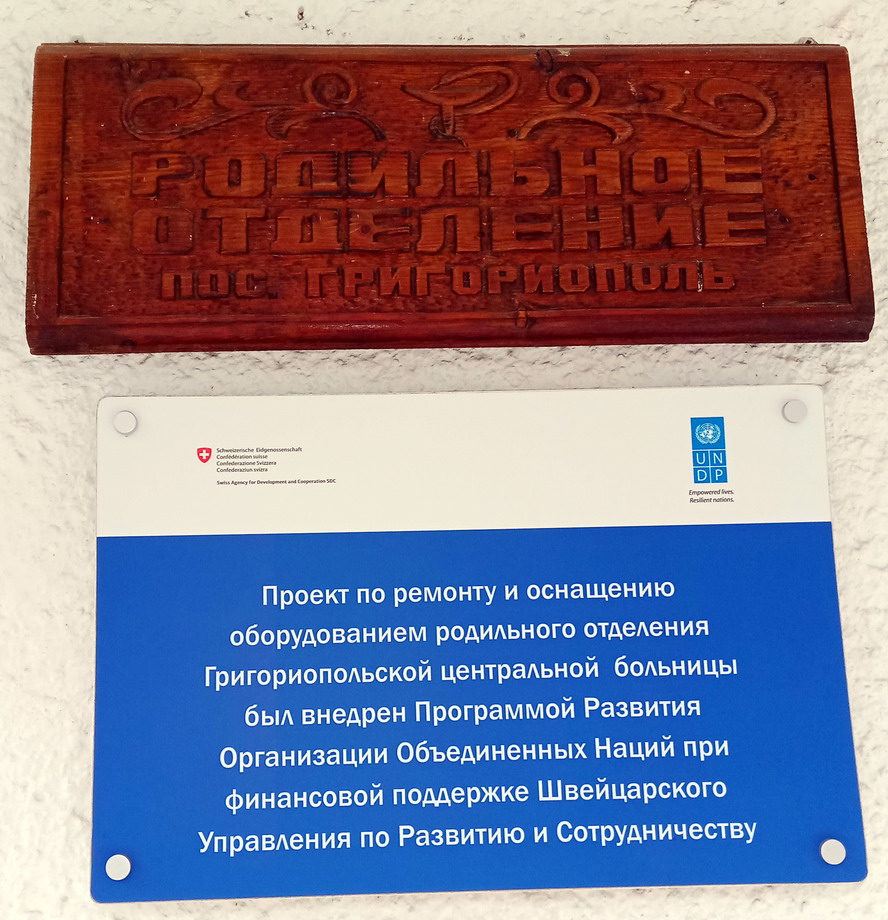 РОДИЛЬНОЕ
ОТДЕЛЕНИЕ
ПОС. ГРИГОРИОПОЛЬ
Schweizerische Eidgenossenschaft
Confédération suisse
Confederazione Svizzera
Confederaziun svizra
Swiss Agency for Development and Cooperation SDC
UN
DP
Empowered lives.
Resilient nations.
Проект по ремонту и оснащению
оборудованием родильного отделения
Григориопольской центральной больницы
был внедрен Программой Развития
Организации Объединенных Наций при
финансовой поддержке Швейцарского
Управления по Развитию и Сотрудничеству